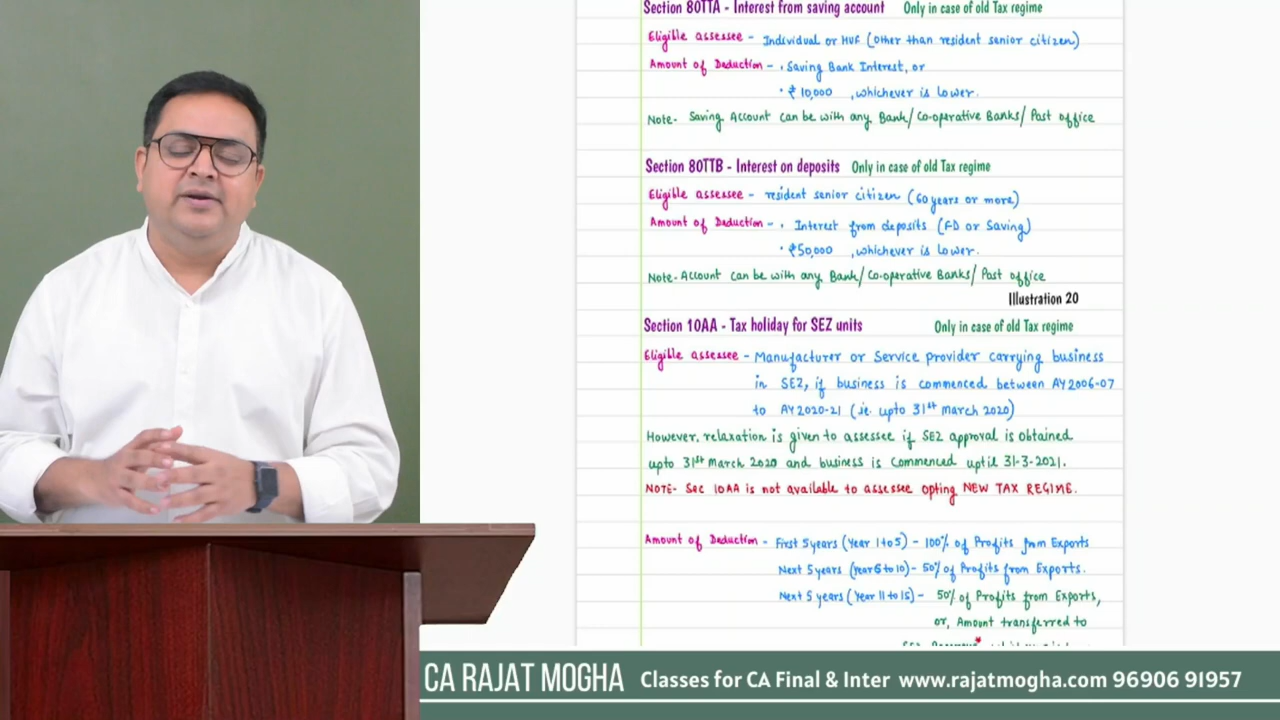 Section 80TTA - Interest from saving account Only in case of old Tax regime
Eligible assessee - Individual or HUF (other than resident senior citizen)
Amount of Deduction - • Saving Bank Interest, or
• ₹10,000 , whichever is lower.
Note- Saving Account can be with any Bank/Co-operative Banks/Post office
Section 80TTB - Interest on deposits Only in case of old Tax regime
Eligible assessee - resident senior citizen (60 years or more)
Amount of Deduction - • Interest from deposits (FD or Saving)
• ₹50,000 , whichever is lower.
Note- Account can be with any Bank/Co-operative Banks/Post office
Illustration 20
Section 10AA - Tax holiday for SEZ units Only in case of old Tax regime
Eligible assessee - Manufacturer or Service provider carrying business
in SEZ, if business is commenced between AY 2006-07
to AY 2020-21 (ie. upto 31st March 2020)
However, relaxation is given to assessee if SEZ approval is obtained
upto 31st March 2020 and business is commenced uptil 31-3-2021.
NOTE- Sec 10AA is not available to assessee opting NEW TAX REGIME.
Amount of Deduction - First 5 years (Year 1 to 5) - 100% of Profits from Exports
Next 5 years (Year 6 to 10) - 50% of Profits from Exports.
Next 5 years (Year 11 to 15) - 50% of Profits from Exports,
or, Amount transferred to
CA RAJAT MOGHA Classes for CA Final & Inter www.rajatmogha.com 96906 91957